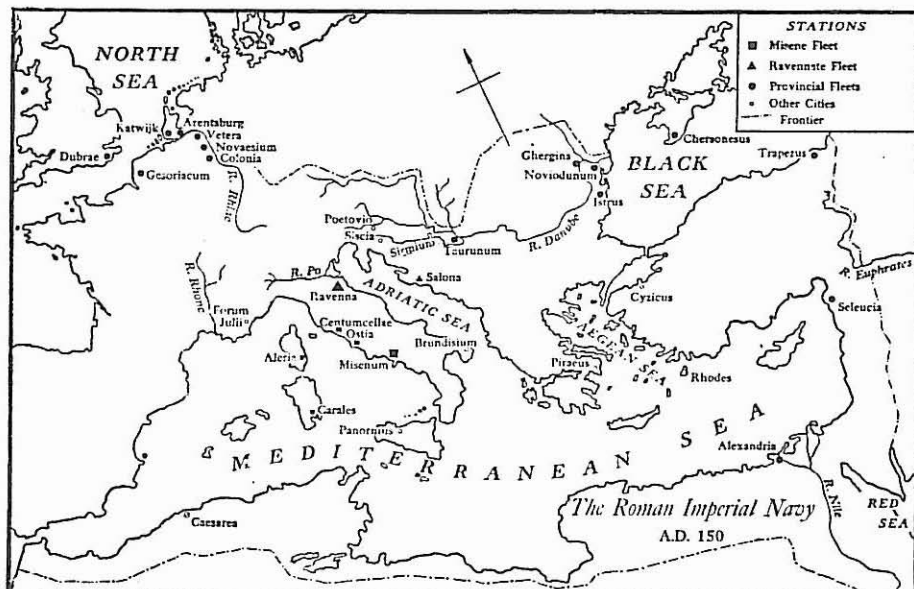 NORTH
SEA
STATIONS
Misene Fleet
Ravennate Fleet
Provincial Fleets
Other Cities
Frontier
Katwijk
Arentsburg
Vetera
Novaesium
Colonia
Dubrae
Gesoriacum
R. Rhine
Chersonesus
Ghergina
Noviodunum
BLACK
SEA
Trapezus
Istrus
Poetovio
Siscia
Sirmium
Taurunum
R. Danube
R. Po
Salona
R. Euphrates
R. Rhone
Ravenna
ADRIATIC SEA
Cyzicus
Seleucia
Forum
Julii
Centumcellae
Ostia
Brundisium
AEGEAN SEA
Aleria
Misenum
Piraeus
Rhodes
Carales
Panormus
MEDITERRANEAN SEA
Alexandria
Caesarea
The Roman Imperial Navy
A.D. 150
R. Nile
RED
SEA